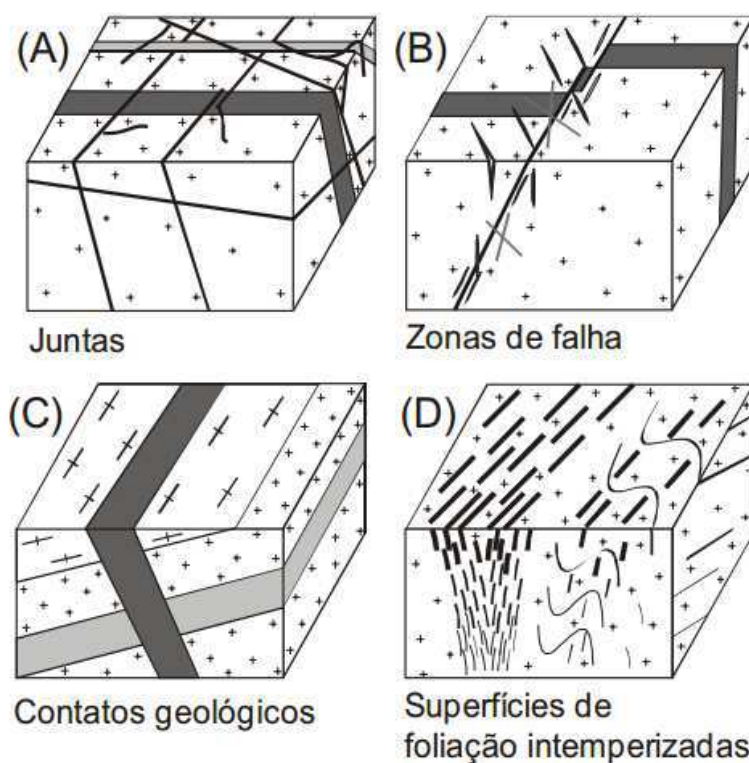 (A)
Juntas
(B)
Zonas de falha
(C)
Contatos geológicos
(D)
Superfícies de
foliação intemperizadas